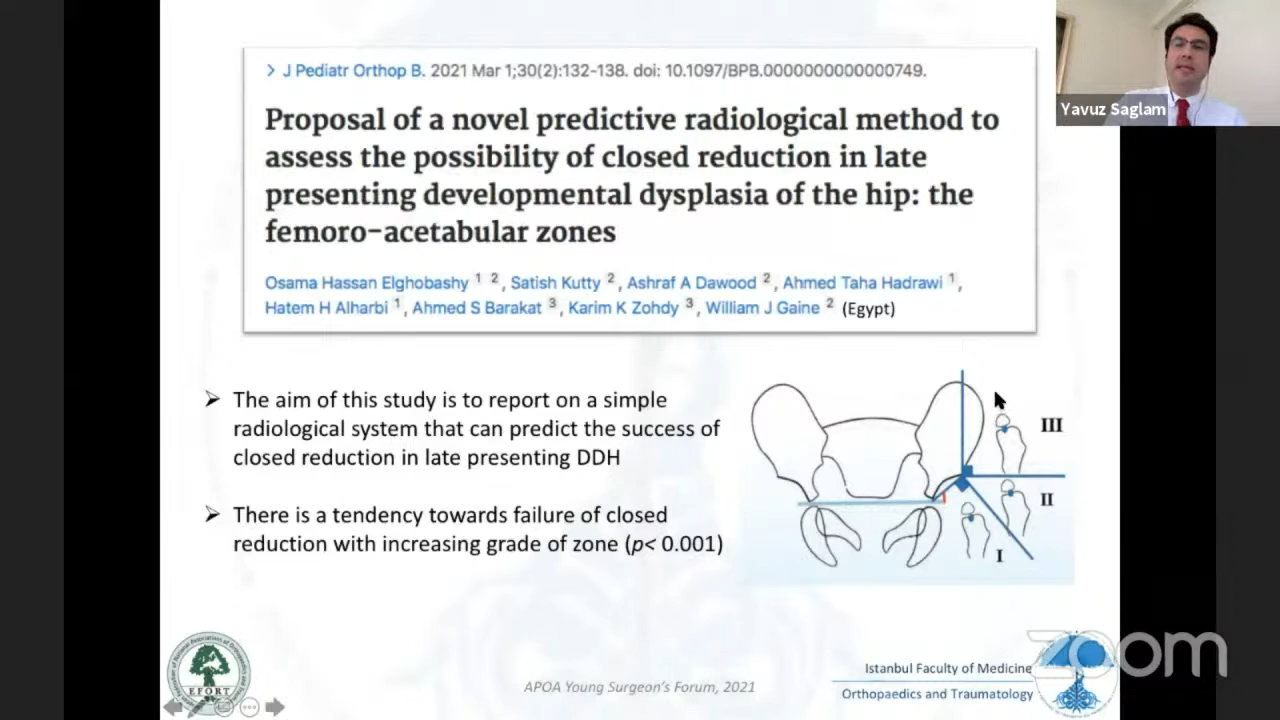 > J Pediatr Orthop B. 2021 Mar 1;30(2):132-138. doi: 10.1097/BPB.0000000000000749.
Proposal of a novel predictive radiological method to
assess the possibility of closed reduction in late
presenting developmental dysplasia of the hip: the
femoro-acetabular zones
Osama Hassan Elghobashy 1 2, Satish Kutty 2, Ashraf A Dawood 2, Ahmed Taha Hadrawi 1,
Hatem H Alharbi 1, Ahmed S Barakat 3, Karim K Zohdy 3, William J Gaine 2 (Egypt)
Yavuz Saglam
➢ The aim of this study is to report on a simple
radiological system that can predict the success of
closed reduction in late presenting DDH
➢ There is a tendency towards failure of closed
reduction with increasing grade of zone (p< 0.001)
III
II
I
EFORT
APOA Young Surgeon's Forum, 2021
Istanbul Faculty of Medicine
Orthopaedics and Traumatology
zoom